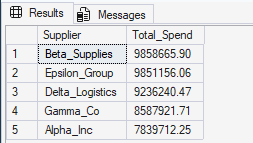 Results Messages
Supplier Total_Spend
1 Beta_Supplies 9858665.90
2 Epsilon_Group 9851156.06
3 Delta_Logistics 9236240.47
4 Gamma_Co 8587921.71
5 Alpha_Inc 7839712.25